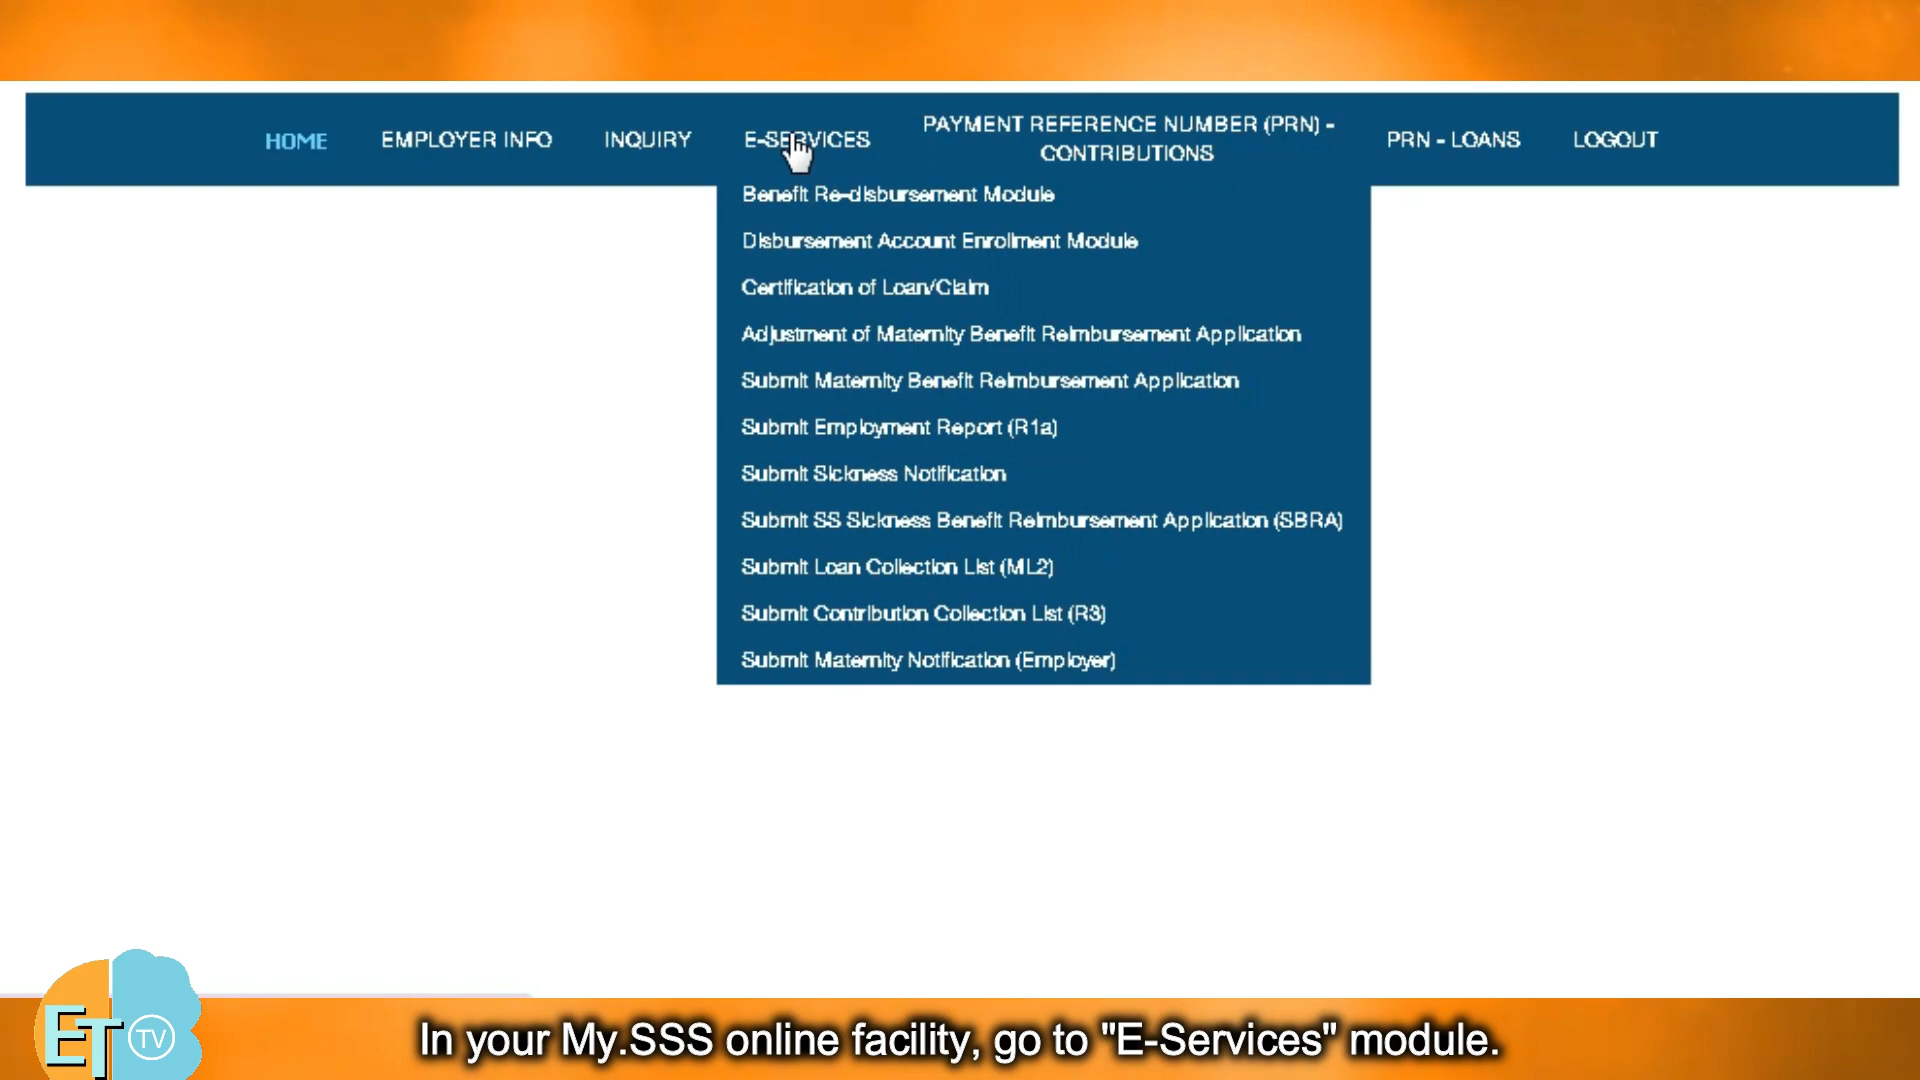 HOME
EMPLOYER INFO
INQUIRY
E-SERVICES
PAYMENT REFERENCE NUMBER (PRN) -
CONTRIBUTIONS
PRN - LOANS
LOGOUT
Benefit Re-disbursement Module
Disbursement Account Enrollment Module
Certification of Loan/Claim
Adjustment of Maternity Benefit Reimbursement Application
Submit Maternity Benefit Reimbursement Application
Submit Employment Report (R1a)
Submit Sickness Notification
Submit SS Sickness Benefit Reimbursement Application (SBRA)
Submit Loan Collection List (ML2)
Submit Contribution Collection List (R3)
Submit Maternity Notification (Employer)
ET TV
In your My.SSS online facility, go to "E-Services" module.